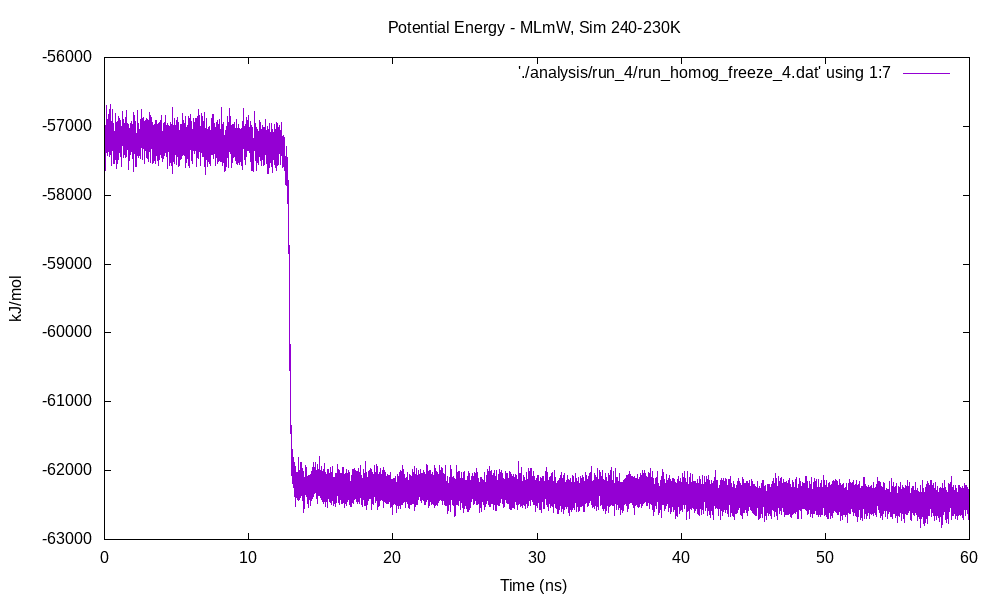 Potential Energy - MLmW, Sim 240-230K
'./analysis/run_4/run_homog_freeze_4.dat' using 1:7
-56000
-57000
-58000
-59000
-60000
-61000
-62000
-63000
kJ/mol
0 10 20 30 40 50 60
Time (ns)